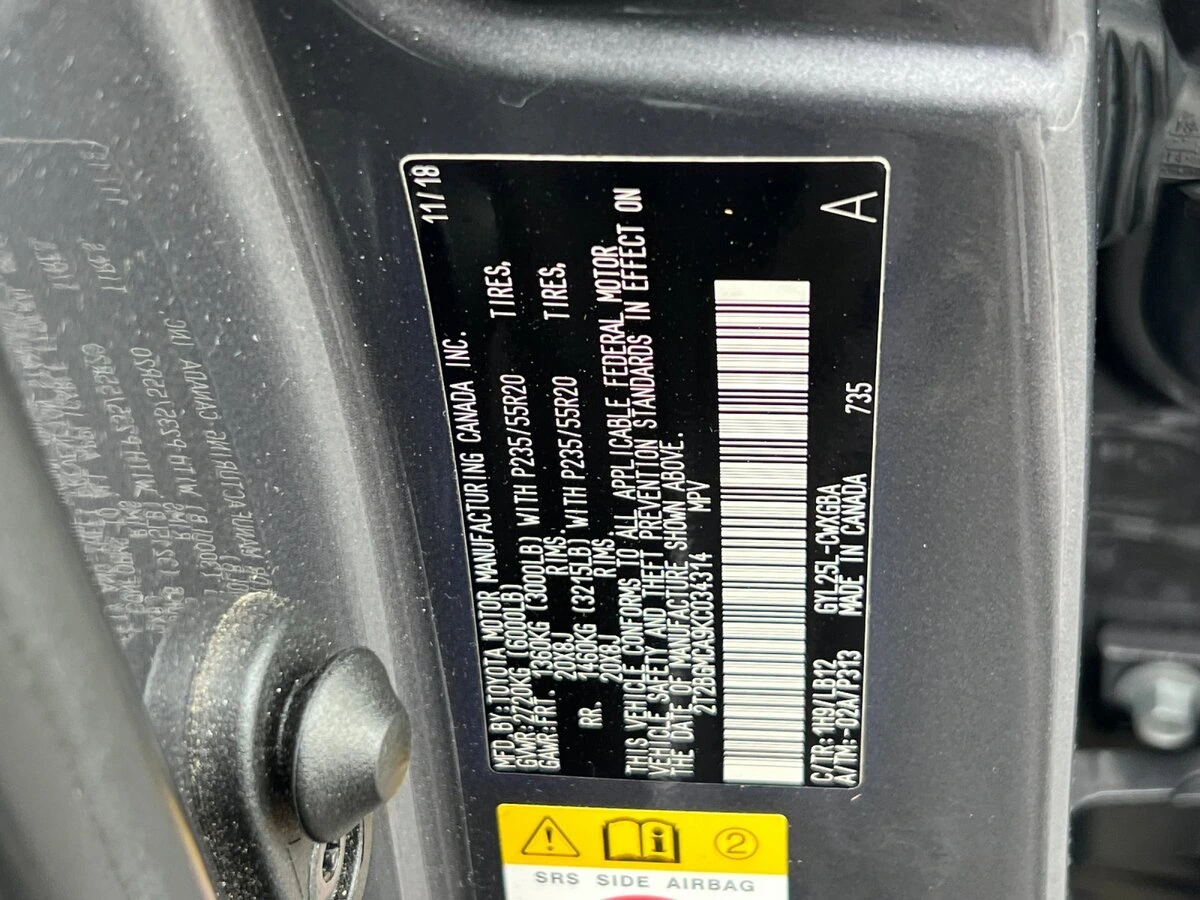 11/18
MFD.BY:TOYOTA MOTOR MANUFACTURING CANADA INC.
GVWR:2720KG (6000LB)
GAWR:FRT. 1360KG (3000LB) WITH P235/55R20 TIRES,
20X8J RIMS.
RR. 1460KG (3215LB) WITH P235/55R20 TIRES,
20X8J RIMS.
THIS VEHICLE CONFORMS TO ALL APPLICABLE FEDERAL MOTOR
VEHICLE SAFETY AND THEFT PREVENTION STANDARDS IN EFFECT ON
THE DATE OF MANUFACTURE SHOWN ABOVE.
2T2BGMCA9KC034314 MPV
C/TR:1H9/LB12 GYL25L-CWXGBA
A/TM:-02A/P313 MADE IN CANADA 735 A
2
SRS SIDE AIRBAG